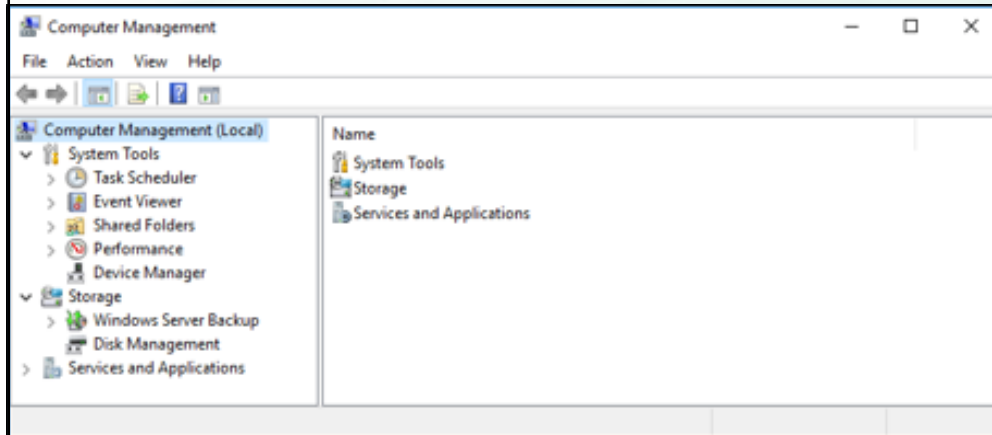 Computer Management
File Action View Help
Computer Management (Local)
System Tools
Task Scheduler
Event Viewer
Shared Folders
Performance
Device Manager
Storage
Windows Server Backup
Disk Management
Services and Applications
Name
System Tools
Storage
Services and Applications